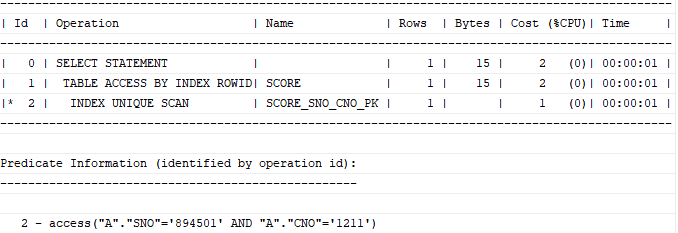 --------------------------------------------------------------------------------------------------
| Id  | Operation                   | Name              | Rows  | Bytes | Cost (%CPU)| Time     |
--------------------------------------------------------------------------------------------------
|   0 | SELECT STATEMENT            |                   |     1 |    15 |     2   (0)| 00:00:01 |
|   1 |  TABLE ACCESS BY INDEX ROWID| SCORE             |     1 |    15 |     2   (0)| 00:00:01 |
|*  2 |   INDEX UNIQUE SCAN         | SCORE_SNO_CNO_PK  |     1 |       |     1   (0)| 00:00:01 |
--------------------------------------------------------------------------------------------------
Predicate Information (identified by operation id):
---------------------------------------------------
   2 - access("A"."SNO"='894501' AND "A"."CNO"='1211')